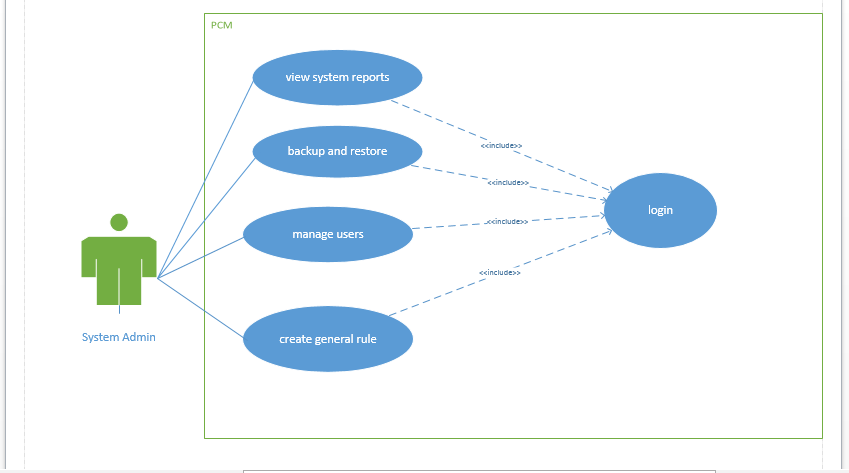 PCM
view system reports
<<include>>
backup and restore
<<include>>
login
<<include>>
manage users
<<include>>
create general rule
System Admin